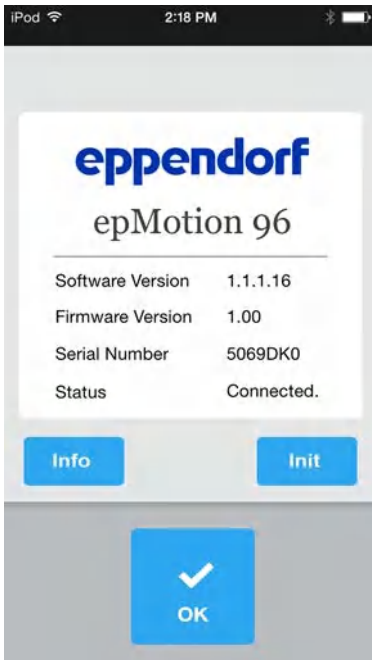 iPod 2:18 PM
eppendorf
epMotion 96
Software Version 1.1.1.16
Firmware Version 1.00
Serial Number 5069DK0
Status Connected.
Info Init
OK